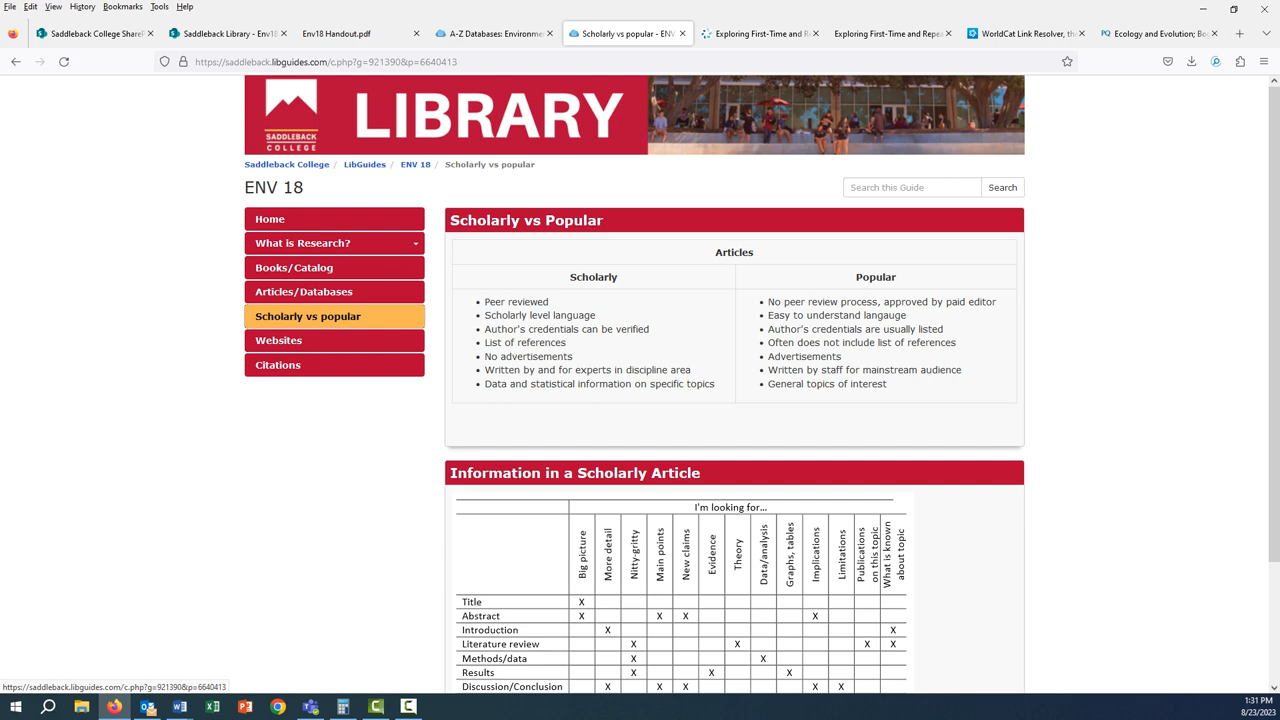 File Edit View History Bookmarks Tools Help
Saddleback College ShareP
Saddleback Library - Env18
Env18 Handout.pdf
A-Z Databases: Environme
Scholarly vs popular - ENV
Exploring First-Time and R
Exploring First-Time and Repea
WorldCat Link Resolver, the
Ecology and Evolution; Bo
https://saddleback.libguides.com/c.php?g=921390&p=6640413
SADDLEBACK
COLLEGE
LIBRARY
Saddleback College / LibGuides / ENV 18 / Scholarly vs popular
ENV 18
Search this Guide
Search
Home
What is Research?
Books/Catalog
Articles/Databases
Scholarly vs popular
Websites
Citations
Scholarly vs Popular
Articles
Scholarly
Popular
• Peer reviewed
• Scholarly level language
• Author's credentials can be verified
• List of references
• No advertisements
• Written by and for experts in discipline area
• Data and statistical information on specific topics
• No peer review process, approved by paid editor
• Easy to understand langauge
• Author's credentials are usually listed
• Often does not include list of references
• Advertisements
• Written by staff for mainstream audience
• General topics of interest
Information in a Scholarly Article
I'm looking for...
Big picture
More detail
Nitty-gritty
Main points
New claims
Evidence
Theory
Data/analysis
Graphs, tables
Implications
Limitations
Publications
on this topic
What is known
about topic
Title X
Abstract X X X X
Introduction X X
Literature review X X X X
Methods/data X X
Results X X X
Discussion/Conclusion X X X X X
https://saddleback.libguides.com/c.php?g=921390&p=6640413
1:31 PM
8/23/2023